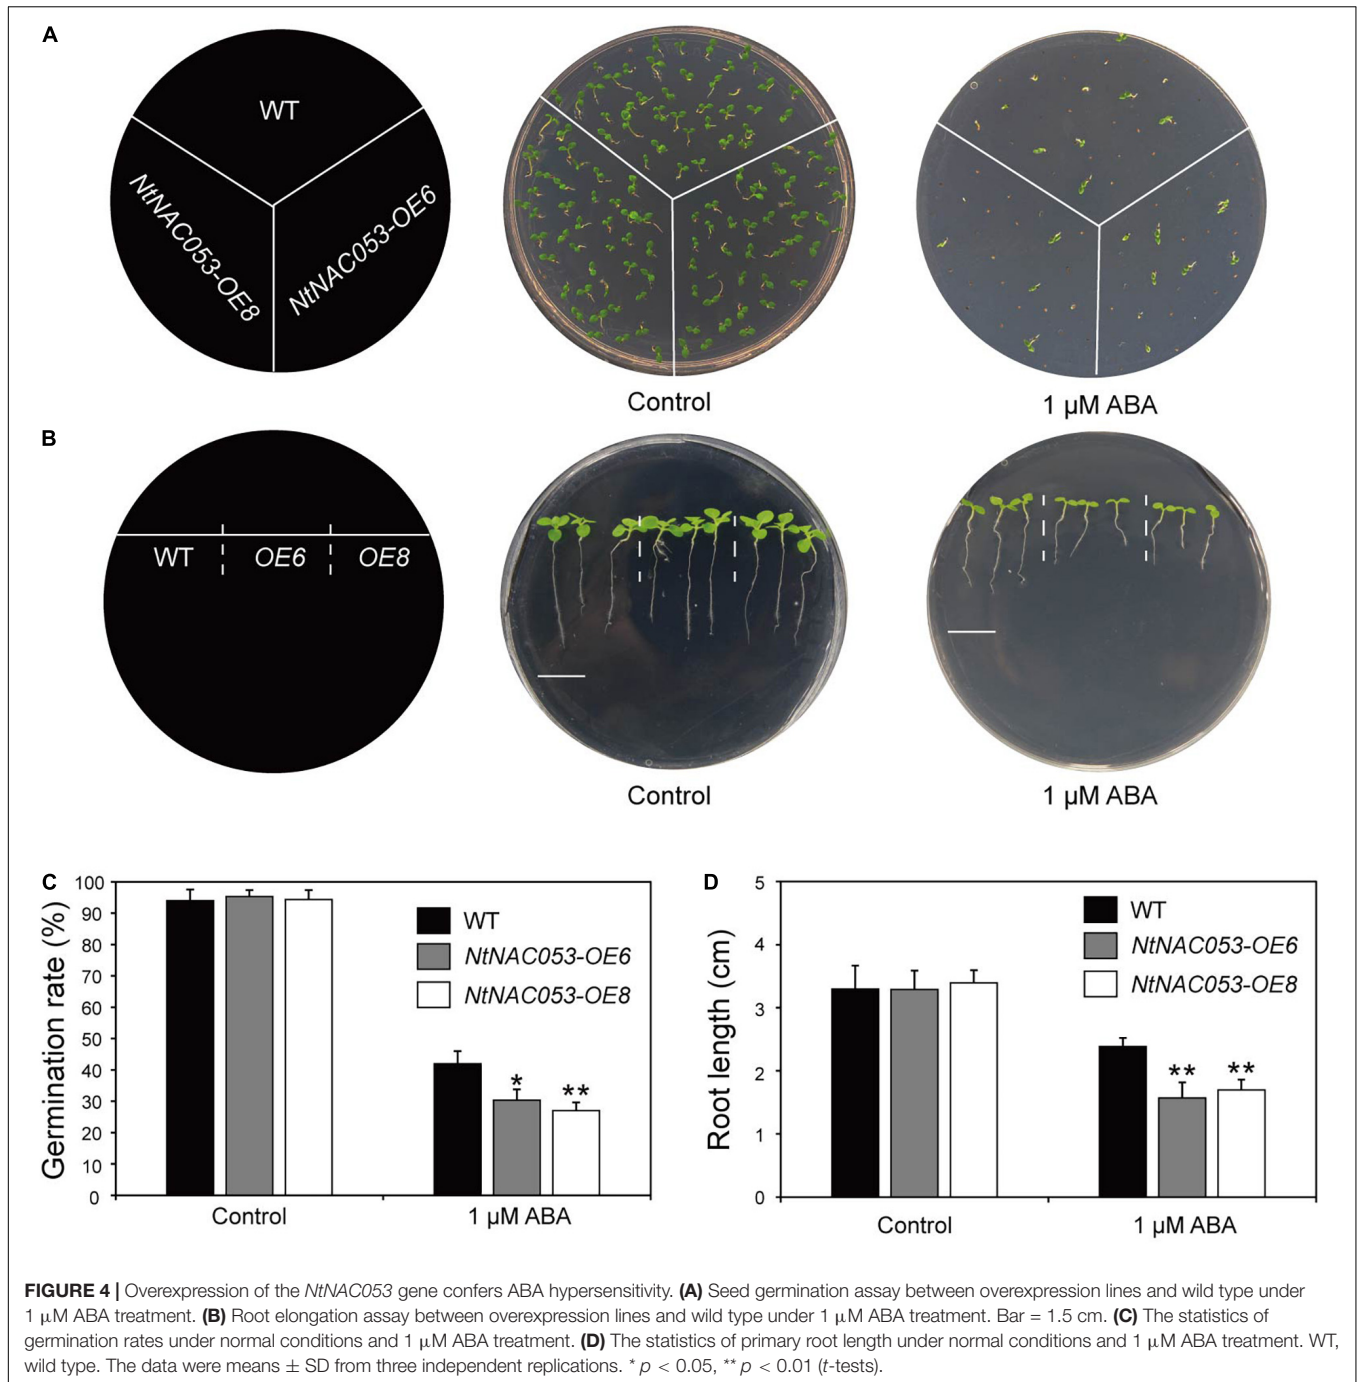 A
WT
NtNAC053-OE8
NtNAC053-OE6
Control
1 μM ABA
B
WT
OE6
OE8
Control
1 μM ABA
C
Germination rate (%)
100
90
80
70
60
50
40
30
20
10
0
WT
NtNAC053-OE6
NtNAC053-OE8
*
**
Control
1 μM ABA
D
Root length (cm)
5
4
3
2
1
0
WT
NtNAC053-OE6
NtNAC053-OE8
**
**
Control
1 μM ABA
FIGURE 4 | Overexpression of the NtNAC053 gene confers ABA hypersensitivity. (A) Seed germination assay between overexpression lines and wild type under
1 μM ABA treatment. (B) Root elongation assay between overexpression lines and wild type under 1 μM ABA treatment. Bar = 1.5 cm. (C) The statistics of
germination rates under normal conditions and 1 μM ABA treatment. (D) The statistics of primary root length under normal conditions and 1 μM ABA treatment. WT,
wild type. The data were means ± SD from three independent replications. * p < 0.05, ** p < 0.01 (t-tests).